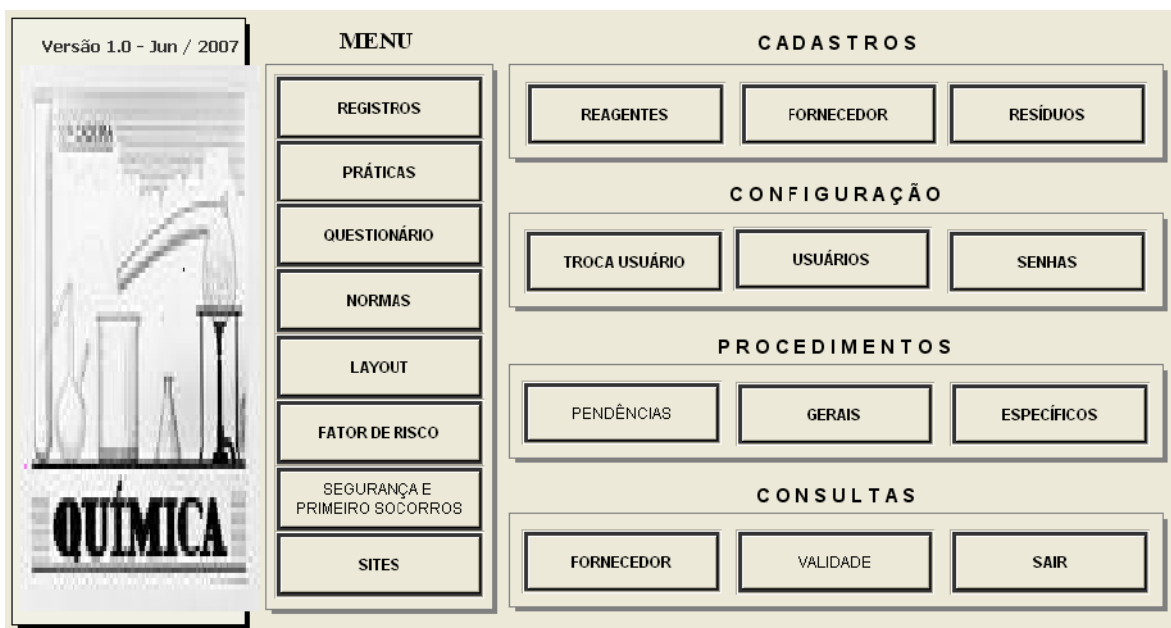 Versão 1.0 - Jun / 2007
QUÍMICA
MENU
REGISTROS
PRÁTICAS
QUESTIONÁRIO
NORMAS
LAYOUT
FATOR DE RISCO
SEGURANÇA E
PRIMEIRO SOCORROS
SITES
CADASTROS
REAGENTES
FORNECEDOR
RESÍDUOS
CONFIGURAÇÃO
TROCA USUÁRIO
USUÁRIOS
SENHAS
PROCEDIMENTOS
PENDÊNCIAS
GERAIS
ESPECÍFICOS
CONSULTAS
FORNECEDOR
VALIDADE
SAIR